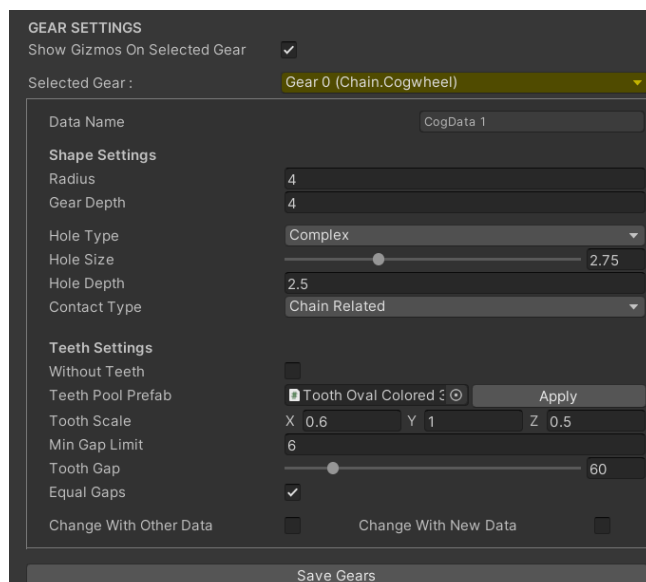 GEAR SETTINGS
Show Gizmos On Selected Gear
Selected Gear : Gear 0 (Chain.Cogwheel)
Data Name CogData 1
Shape Settings
Radius 4
Gear Depth 4
Hole Type Complex
Hole Size 2.75
Hole Depth 2.5
Contact Type Chain Related
Teeth Settings
Without Teeth
Teeth Pool Prefab Tooth Oval Colored Apply
Tooth Scale X 0.6 Y 1 Z 0.5
Min Gap Limit 6
Tooth Gap 60
Equal Gaps
Change With Other Data Change With New Data
Save Gears